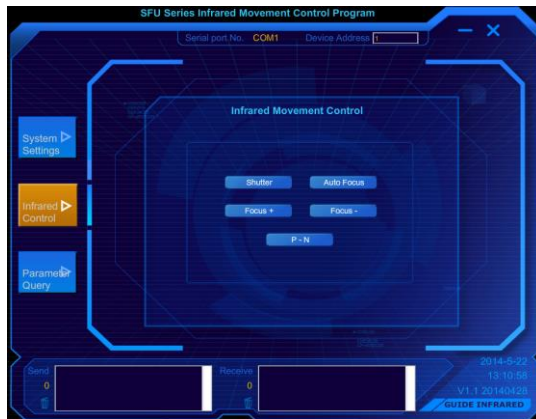 SFU Series Infrared Movement Control Program
Serial port No. COM1 Device Address 1
Infrared Movement Control
System
Settings
Shutter Auto Focus
Infrared
Control
Focus + Focus -
P - N
Parameter
Query
Send
0
Receive
0
2014-5-22
13:10:58
V1.1 20140428
GUIDE INFRARED